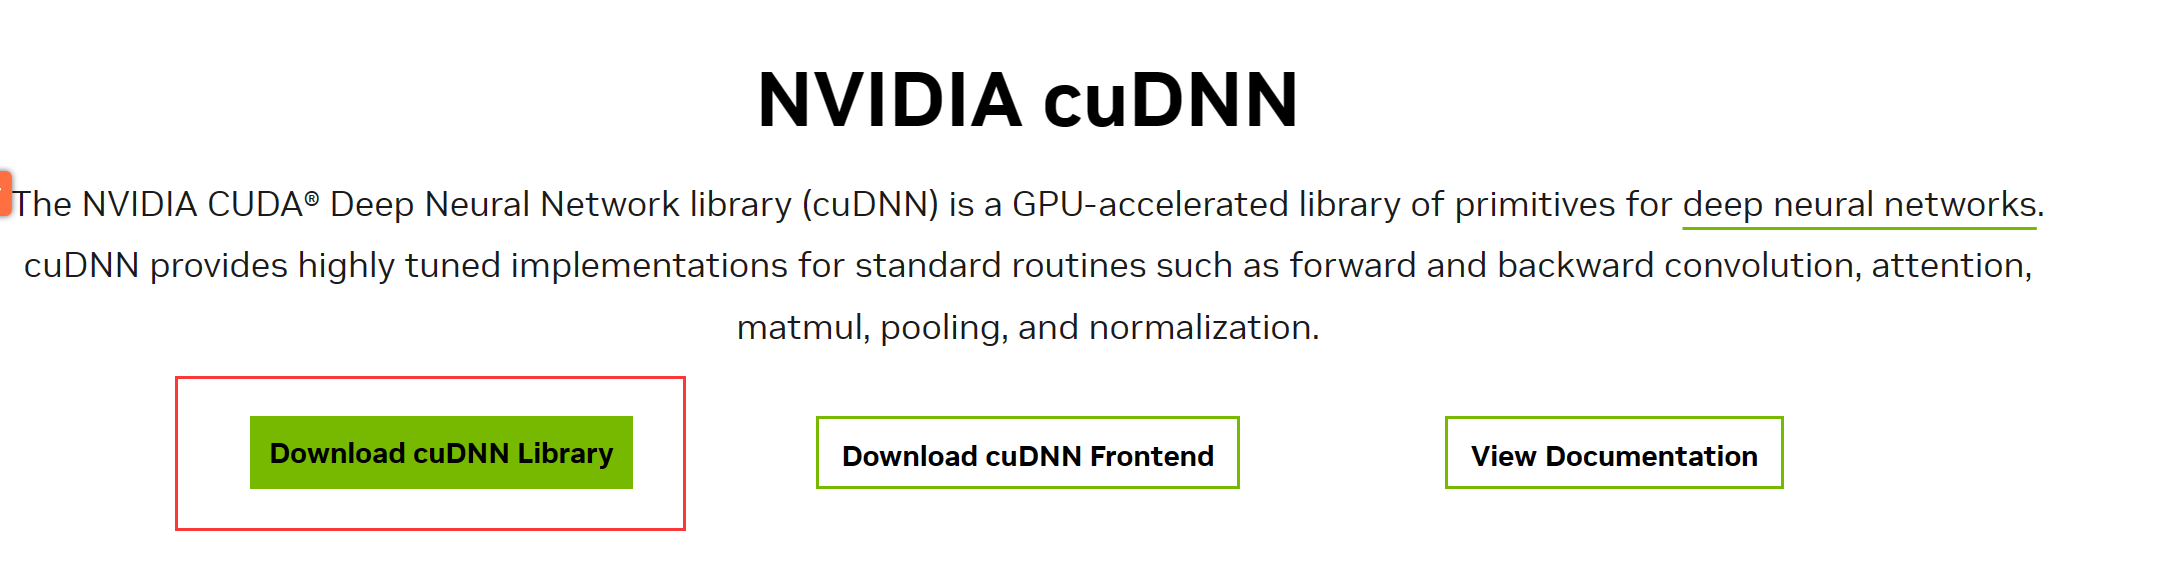 NVIDIA cuDNN
The NVIDIA CUDA® Deep Neural Network library (cuDNN) is a GPU-accelerated library of primitives for deep neural networks.
cuDNN provides highly tuned implementations for standard routines such as forward and backward convolution, attention,
matmul, pooling, and normalization.
Download cuDNN Library
Download cuDNN Frontend
View Documentation